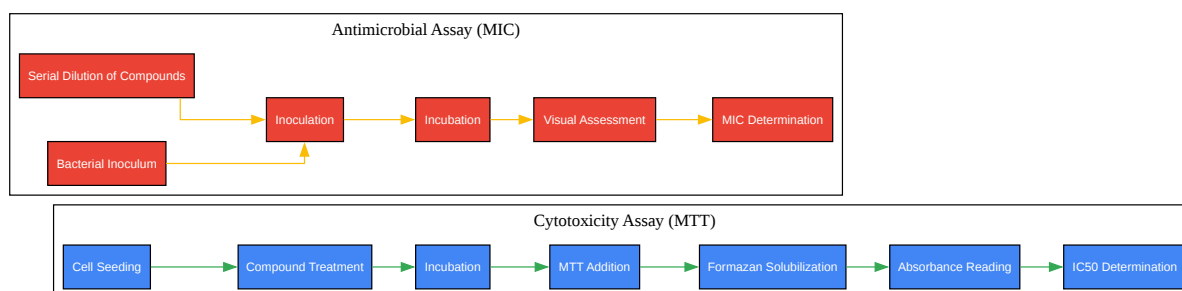 Antimicrobial Assay (MIC)
Serial Dilution of Compounds
Bacterial Inoculum
Inoculation
Incubation
Visual Assessment
MIC Determination
Cytotoxicity Assay (MTT)
Cell Seeding
Compound Treatment
Incubation
MTT Addition
Formazan Solubilization
Absorbance Reading
IC50 Determination